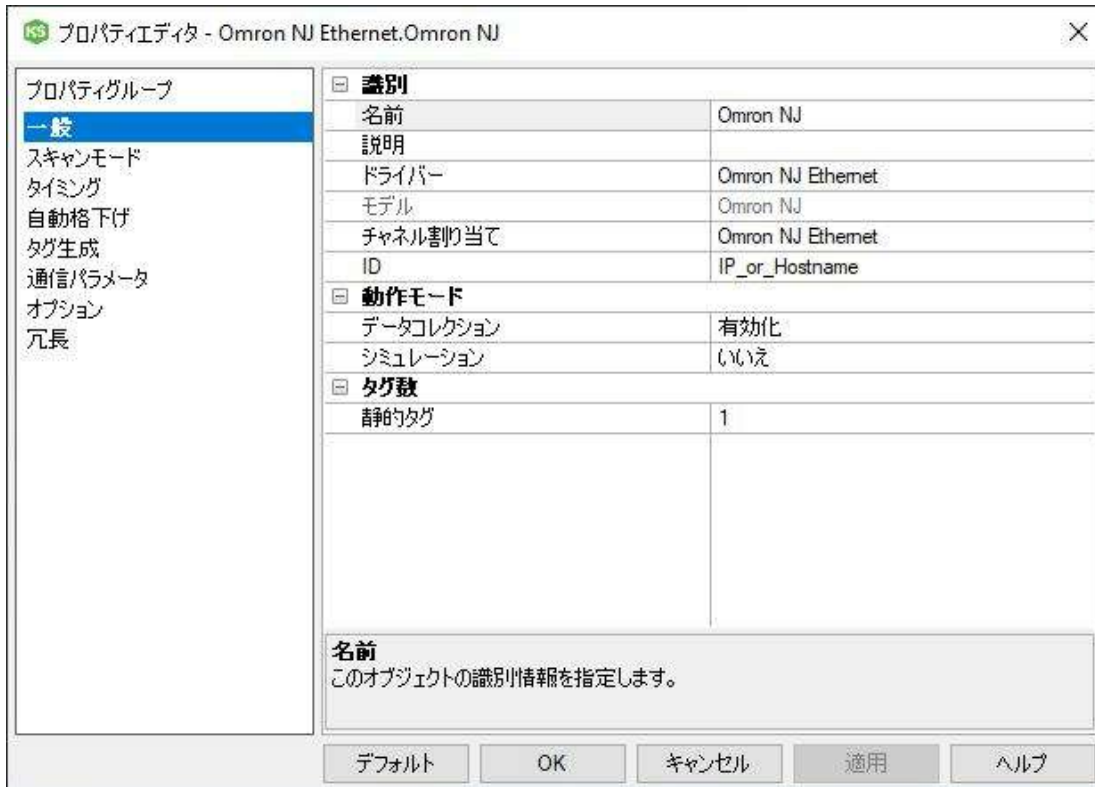 KS プロパティエディタ - Omron NJ Ethernet.Omron NJ
プロパティグループ
一般
スキャンモード
タイミング
自動格下げ
タグ生成
通信パラメータ
オプション
冗長
識別
名前 Omron NJ
説明
ドライバー Omron NJ Ethernet
モデル Omron NJ
チャネル割り当て Omron NJ Ethernet
ID IP_or_Hostname
動作モード
データコレクション 有効化
シミュレーション いいえ
タグ数
静的タグ 1
名前
このオブジェクトの識別情報を指定します。
デフォルト OK キャンセル 適用 ヘルプ